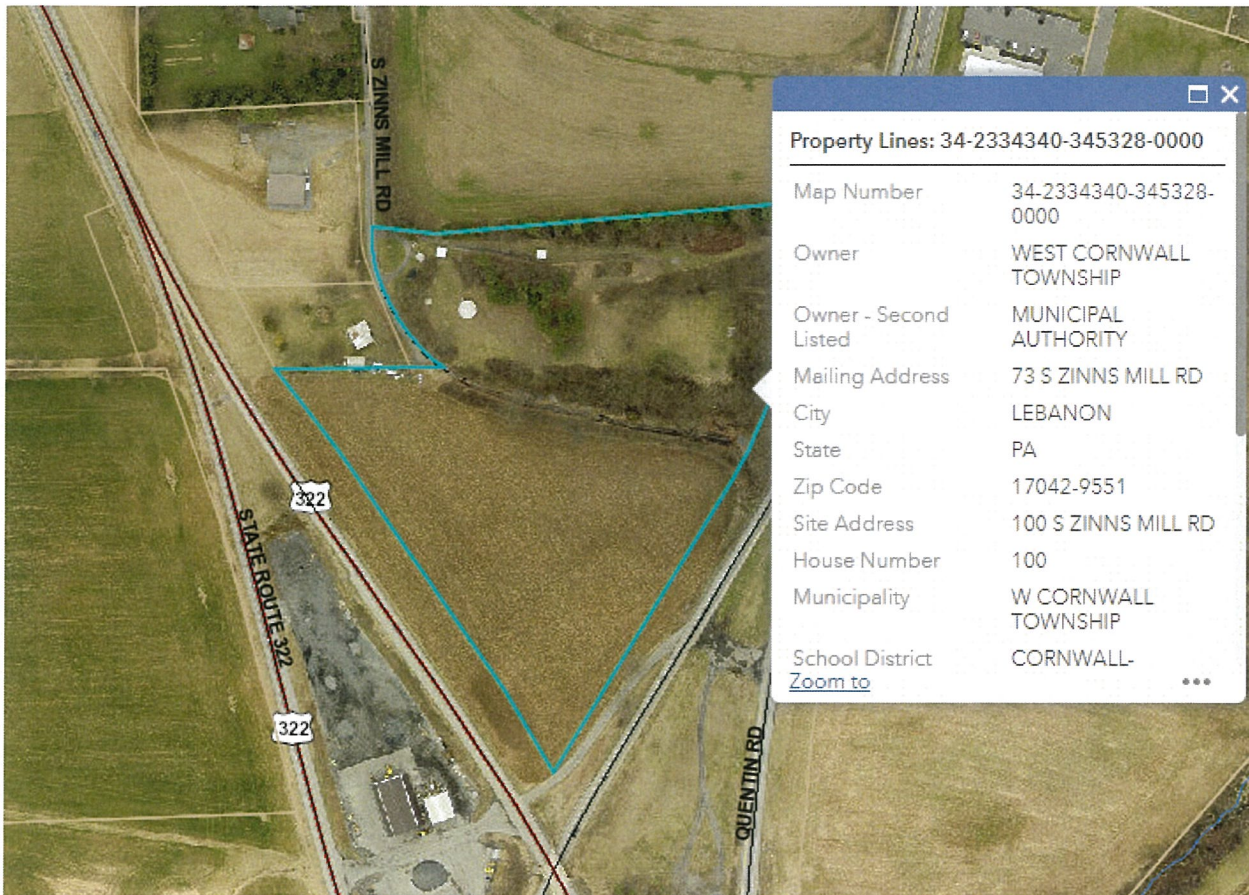 S ZINNS MILL RD
322
STATE ROUTE 322
322
QUENTIN RD
Property Lines: 34-2334340-345328-0000
Map Number 34-2334340-345328-
0000
Owner WEST CORNWALL
TOWNSHIP
Owner - Second MUNICIPAL
Listed AUTHORITY
Mailing Address 73 S ZINNS MILL RD
City LEBANON
State PA
Zip Code 17042-9551
Site Address 100 S ZINNS MILL RD
House Number 100
Municipality W CORNWALL
TOWNSHIP
School District CORNWALL-
Zoom to